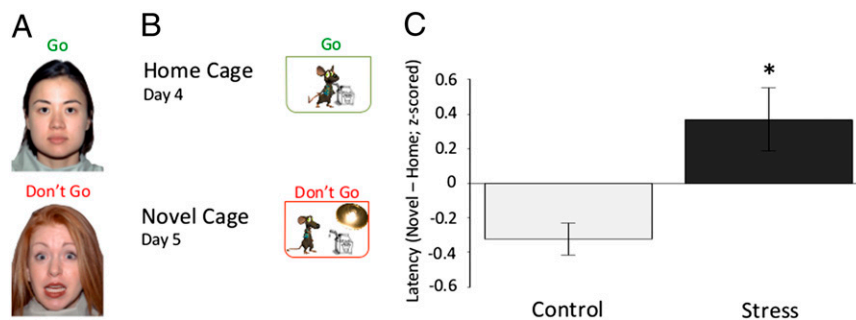 A
Go
Don't Go
B
Home Cage
Day 4
Go
Novel Cage
Day 5
Don't Go
C
Latency (Novel – Home; z-scored)
0.6
0.4
0.2
0
-0.2
-0.4
-0.6
*
Control
Stress